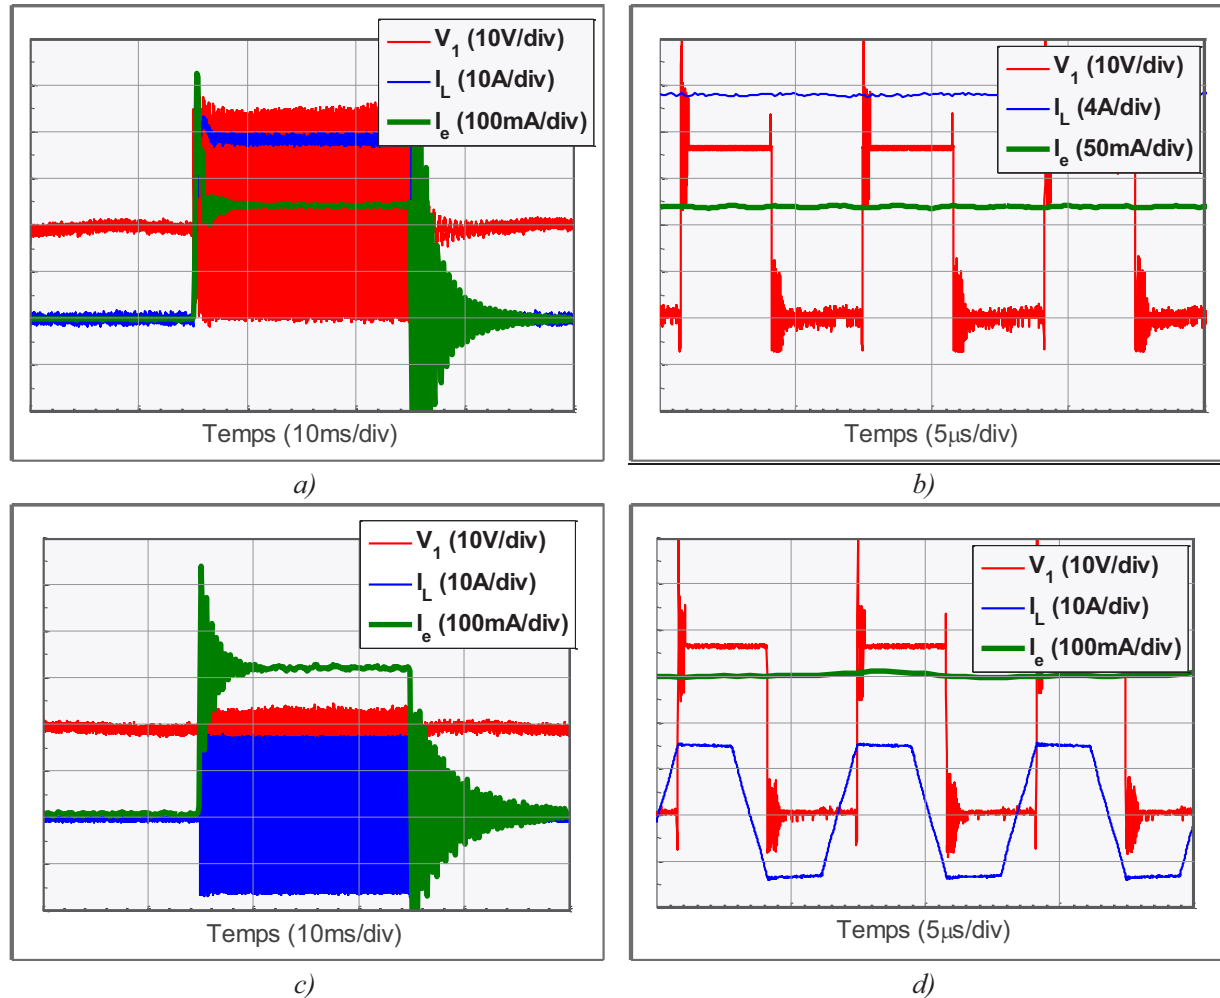 V1 (10V/div)
IL (10A/div)
Ie (100mA/div)
Temps (10ms/div)
a)
V1 (10V/div)
IL (4A/div)
Ie (50mA/div)
Temps (5µs/div)
b)
V1 (10V/div)
IL (10A/div)
Ie (100mA/div)
Temps (10ms/div)
c)
V1 (10V/div)
IL (10A/div)
Ie (100mA/div)
Temps (5µs/div)
d)